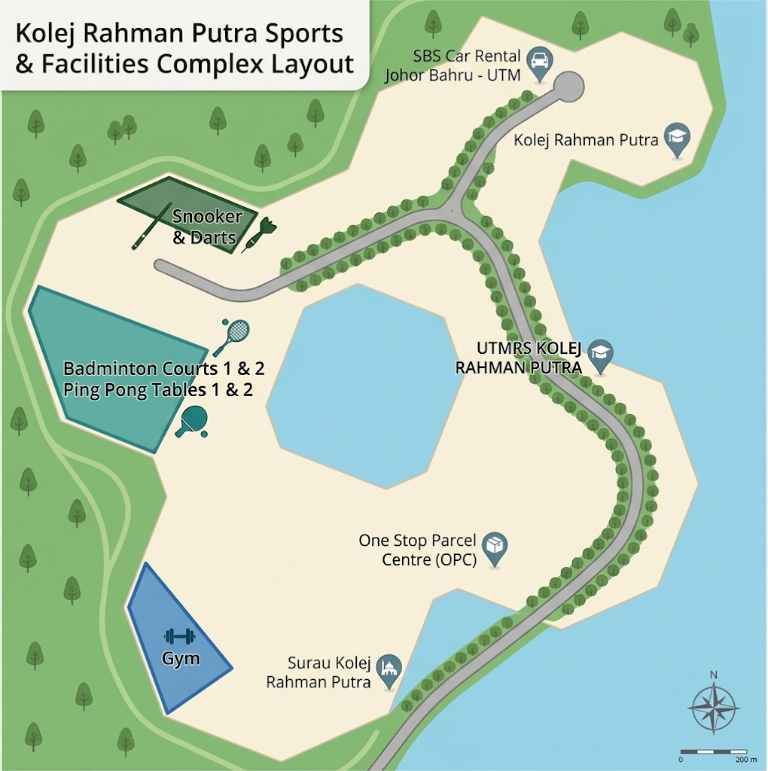 Kolej Rahman Putra Sports
& Facilities Complex Layout
SBS Car Rental
Johor Bahru - UTM
Kolej Rahman Putra
Snooker
& Darts
Badminton Courts 1 & 2
Ping Pong Tables 1 & 2
UTMRS KOLEJ
RAHMAN PUTRA
One Stop Parcel
Centre (OPC)
Gym
Surau Kolej
Rahman Putra
N
0 200 m